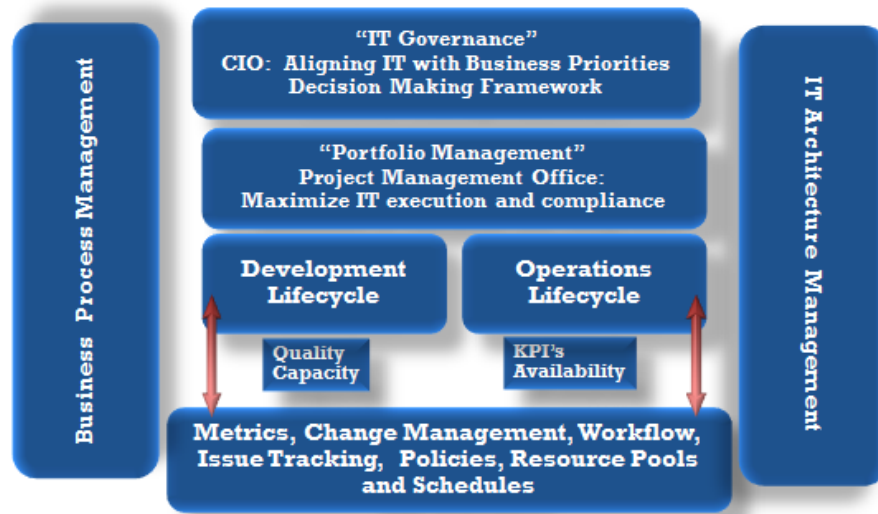 Business Process Management
“IT Governance”
CIO: Aligning IT with Business Priorities
Decision Making Framework
“Portfolio Management”
Project Management Office:
Maximize IT execution and compliance
Development
Lifecycle
Operations
Lifecycle
Quality
Capacity
KPI’s
Availability
Metrics, Change Management, Workflow,
Issue Tracking, Policies, Resource Pools
and Schedules
IT Architecture Management